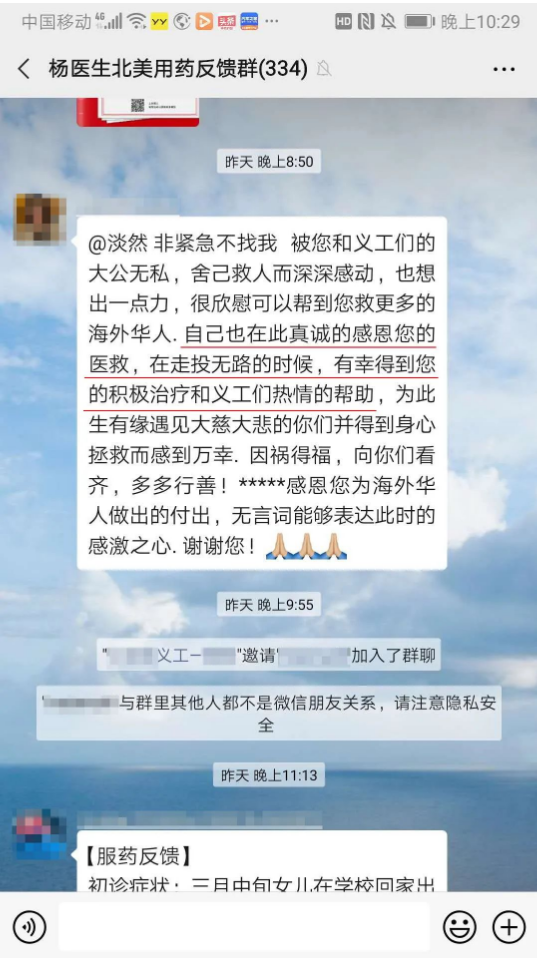 中国移动 4G YY 头条 HD 晚上10:29
杨医生北美用药反馈群(334)
昨天 晚上8:50
@淡然 非紧急不找我 被您和义工们的
大公无私，舍己救人而深深感动，也想
出一点力，很欣慰可以帮到您救更多的
海外华人. 自己也在此真诚的感恩您的
医救，在走投无路的时候，有幸得到您
的积极治疗和义工们热情的帮助，为此
生有缘遇见大慈大悲的你们并得到身心
拯救而感到万幸. 因祸得福，向你们看
齐，多多行善！*****感恩您为海外华
人做出的付出，无言词能够表达此时的
感激之心. 谢谢您！🙏🏼🙏🏼🙏🏼
昨天 晚上9:55
"义工一"邀请"加入了群聊
"与群里其他人都不是微信朋友关系，请注意隐私安
全
昨天 晚上11:13
【服药反馈】
初诊症状：三月中旬女儿在学校回家出